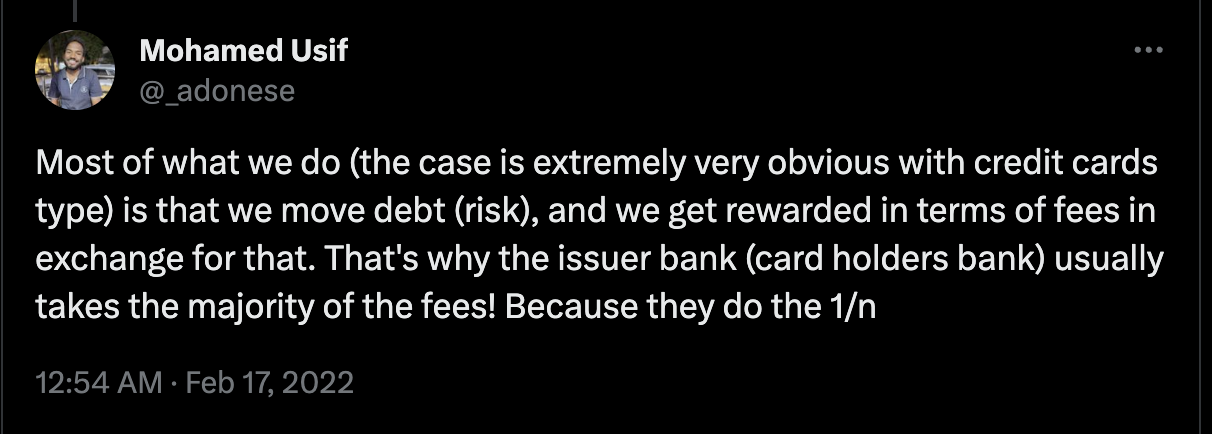 Mohamed Usif
@_adonese
Most of what we do (the case is extremely very obvious with credit cards
type) is that we move debt (risk), and we get rewarded in terms of fees in
exchange for that. That's why the issuer bank (card holders bank) usually
takes the majority of the fees! Because they do the 1/n
12:54 AM · Feb 17, 2022